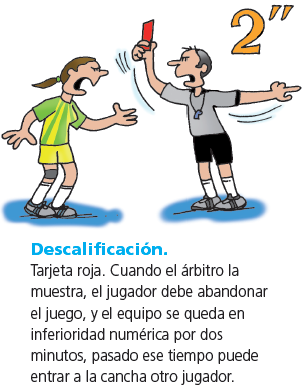 2”
Descalificación.
Tarjeta roja. Cuando el árbitro la
muestra, el jugador debe abandonar
el juego, y el equipo se queda en
inferioridad numérica por dos
minutos, pasado ese tiempo puede
entrar a la cancha otro jugador.